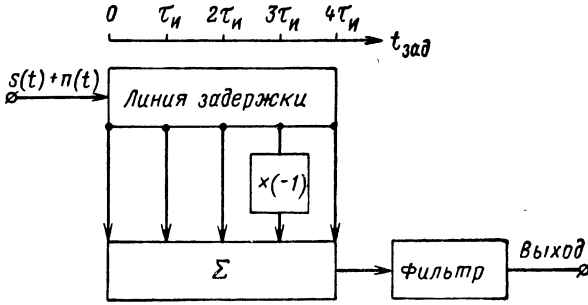 0 τи 2τи 3τи 4τи
tзад
s(t)+n(t)
Линия задержки
×(-1)
Σ
Фильтр
Выход